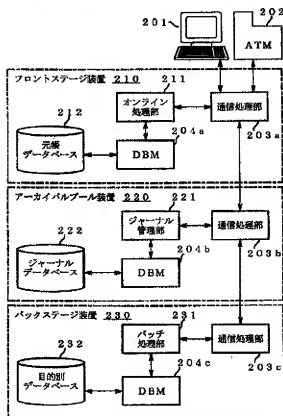 201
202
ATM
フロントステージ装置 210
211
オンライン
処理部
通信処理部
203a
212
元帳
データベース
204a
DBM
アーカイバルプール装置 220
221
ジャーナル
管理部
通信処理部
203b
222
ジャーナル
データベース
204b
DBM
バックステージ装置 230
231
バッチ
処理部
通信処理部
203c
232
目的別
データベース
204c
DBM